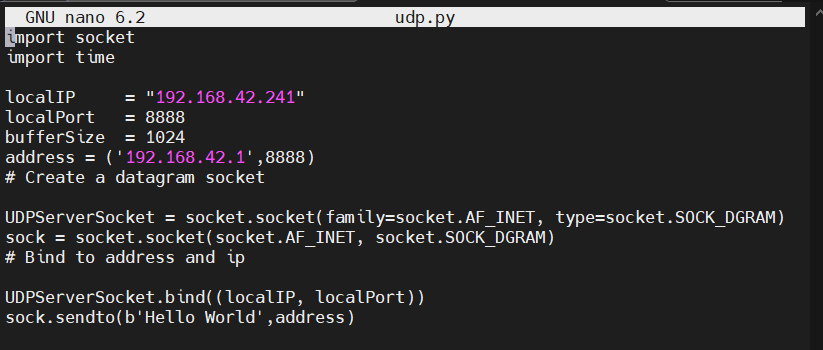 GNU nano 6.2 udp.py
import socket
import time
localIP     = "192.168.42.241"
localPort   = 8888
bufferSize  = 1024
address = ('192.168.42.1',8888)
# Create a datagram socket
UDPServerSocket = socket.socket(family=socket.AF_INET, type=socket.SOCK_DGRAM)
sock = socket.socket(socket.AF_INET, socket.SOCK_DGRAM)
# Bind to address and ip
UDPServerSocket.bind((localIP, localPort))
sock.sendto(b'Hello World',address)